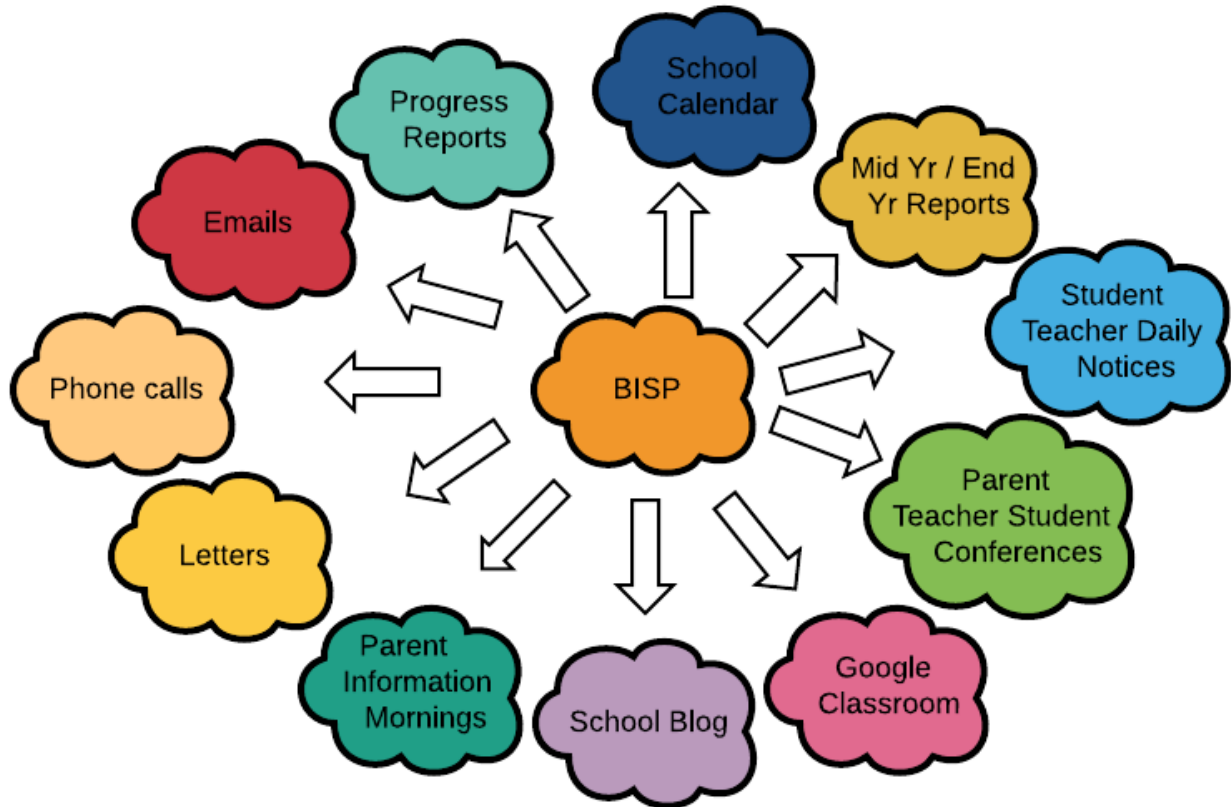 School
Calendar
Progress
Reports
Mid Yr / End
Yr Reports
Emails
Student
Teacher Daily
Notices
Phone calls
BISP
Parent
Teacher Student
Conferences
Letters
Parent
Information
Mornings
School Blog
Google
Classroom